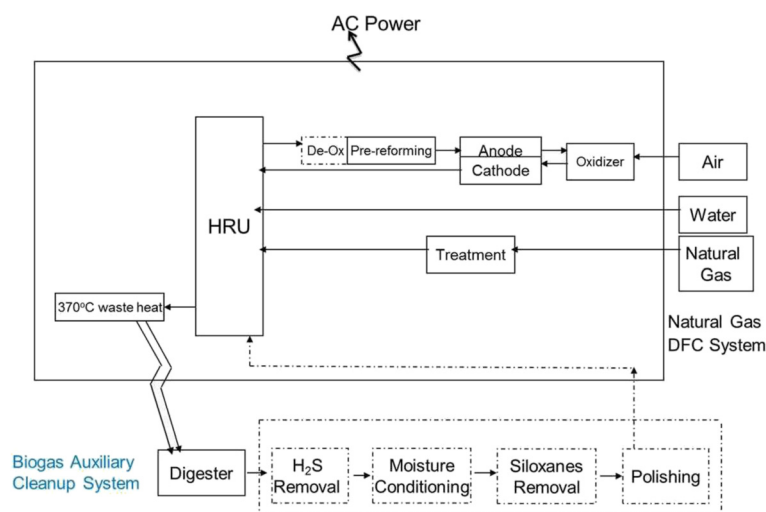 AC Power
De-Ox
Pre-reforming
Anode
Cathode
Oxidizer
Air
HRU
Water
Treatment
Natural
Gas
370°C waste heat
Natural Gas
DFC System
Biogas Auxiliary
Cleanup System
Digester
H₂S
Removal
Moisture
Conditioning
Siloxanes
Removal
Polishing